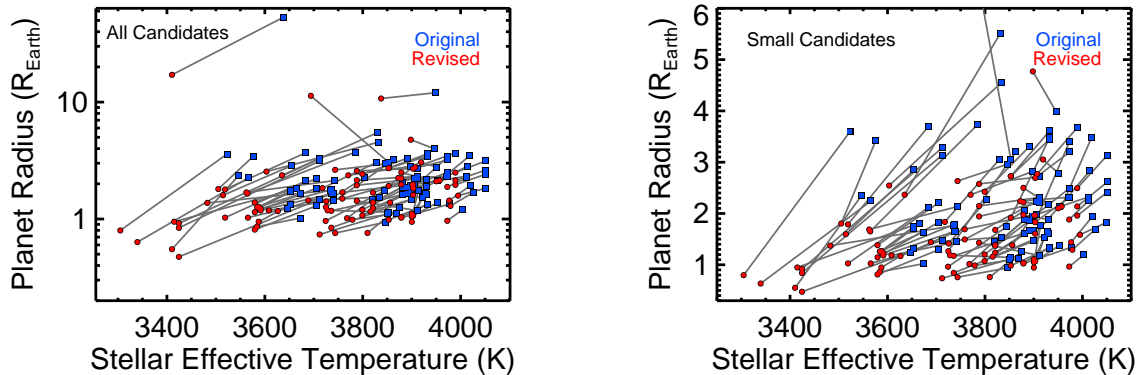 All Candidates
Original
Revised
10
1
Planet Radius (R_Earth)
3400 3600 3800 4000
Stellar Effective Temperature (K)
Small Candidates
Original
Revised
6
5
4
3
2
1
Planet Radius (R_Earth)
3400 3600 3800 4000
Stellar Effective Temperature (K)